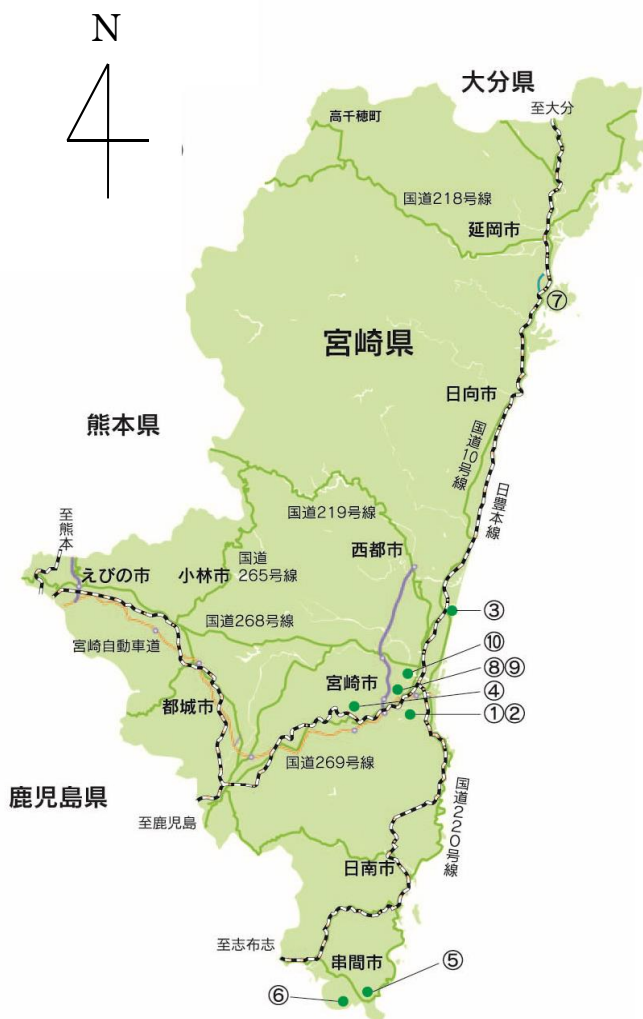 N
大分県
至大分
高千穂町
国道218号線
延岡市
⑦
宮崎県
日向市
熊本県
国道10号線
日豊本線
国道219号線
至熊本
西都市
えびの市
小林市
国道
265号線
③
国道268号線
⑩
宮崎自動車道
宮崎市
⑧⑨
④
都城市
①②
国道269号線
鹿児島県
国道220号線
至鹿児島
日南市
至志布志
串間市
⑤
⑥